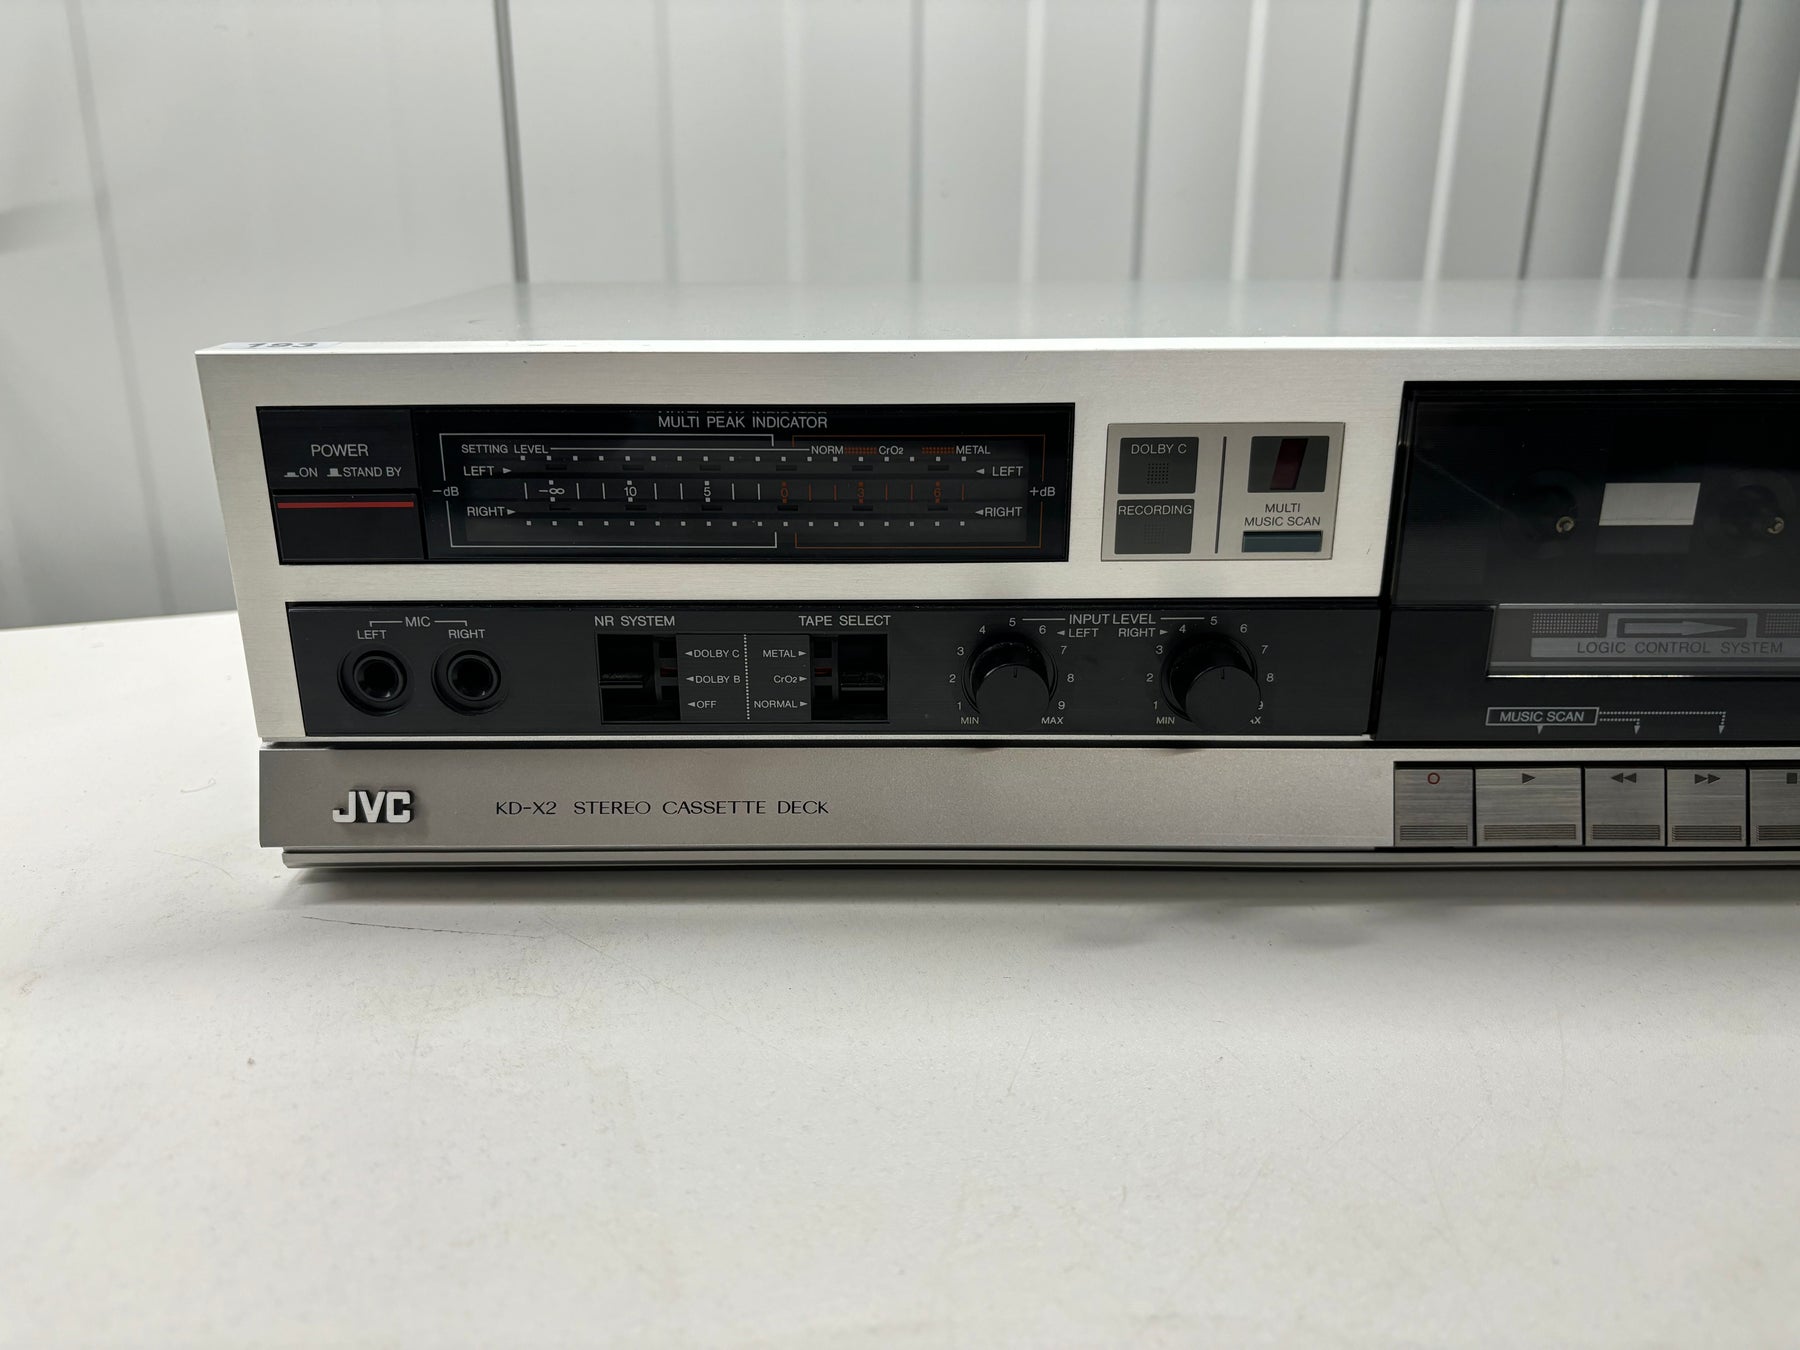 193
MULTI PEAK INDICATOR
POWER
ON STAND BY
SETTING LEVEL NORM CrO2 METAL
LEFT LEFT
-dB -∞ 10 5 0 3 6 +dB
RIGHT RIGHT
DOLBY C
RECORDING
MULTI
MUSIC SCAN
MIC
LEFT RIGHT
NR SYSTEM
DOLBY C
DOLBY B
OFF
TAPE SELECT
METAL
CrO2
NORMAL
INPUT LEVEL
LEFT RIGHT
1 2 3 4 5 6 7 8 9
MIN MAX
1 2 3 4 5 6 7 8 9
MIN
LOGIC CONTROL SYSTEM
MUSIC SCAN
JVC
KD-X2 STEREO CASSETTE DECK